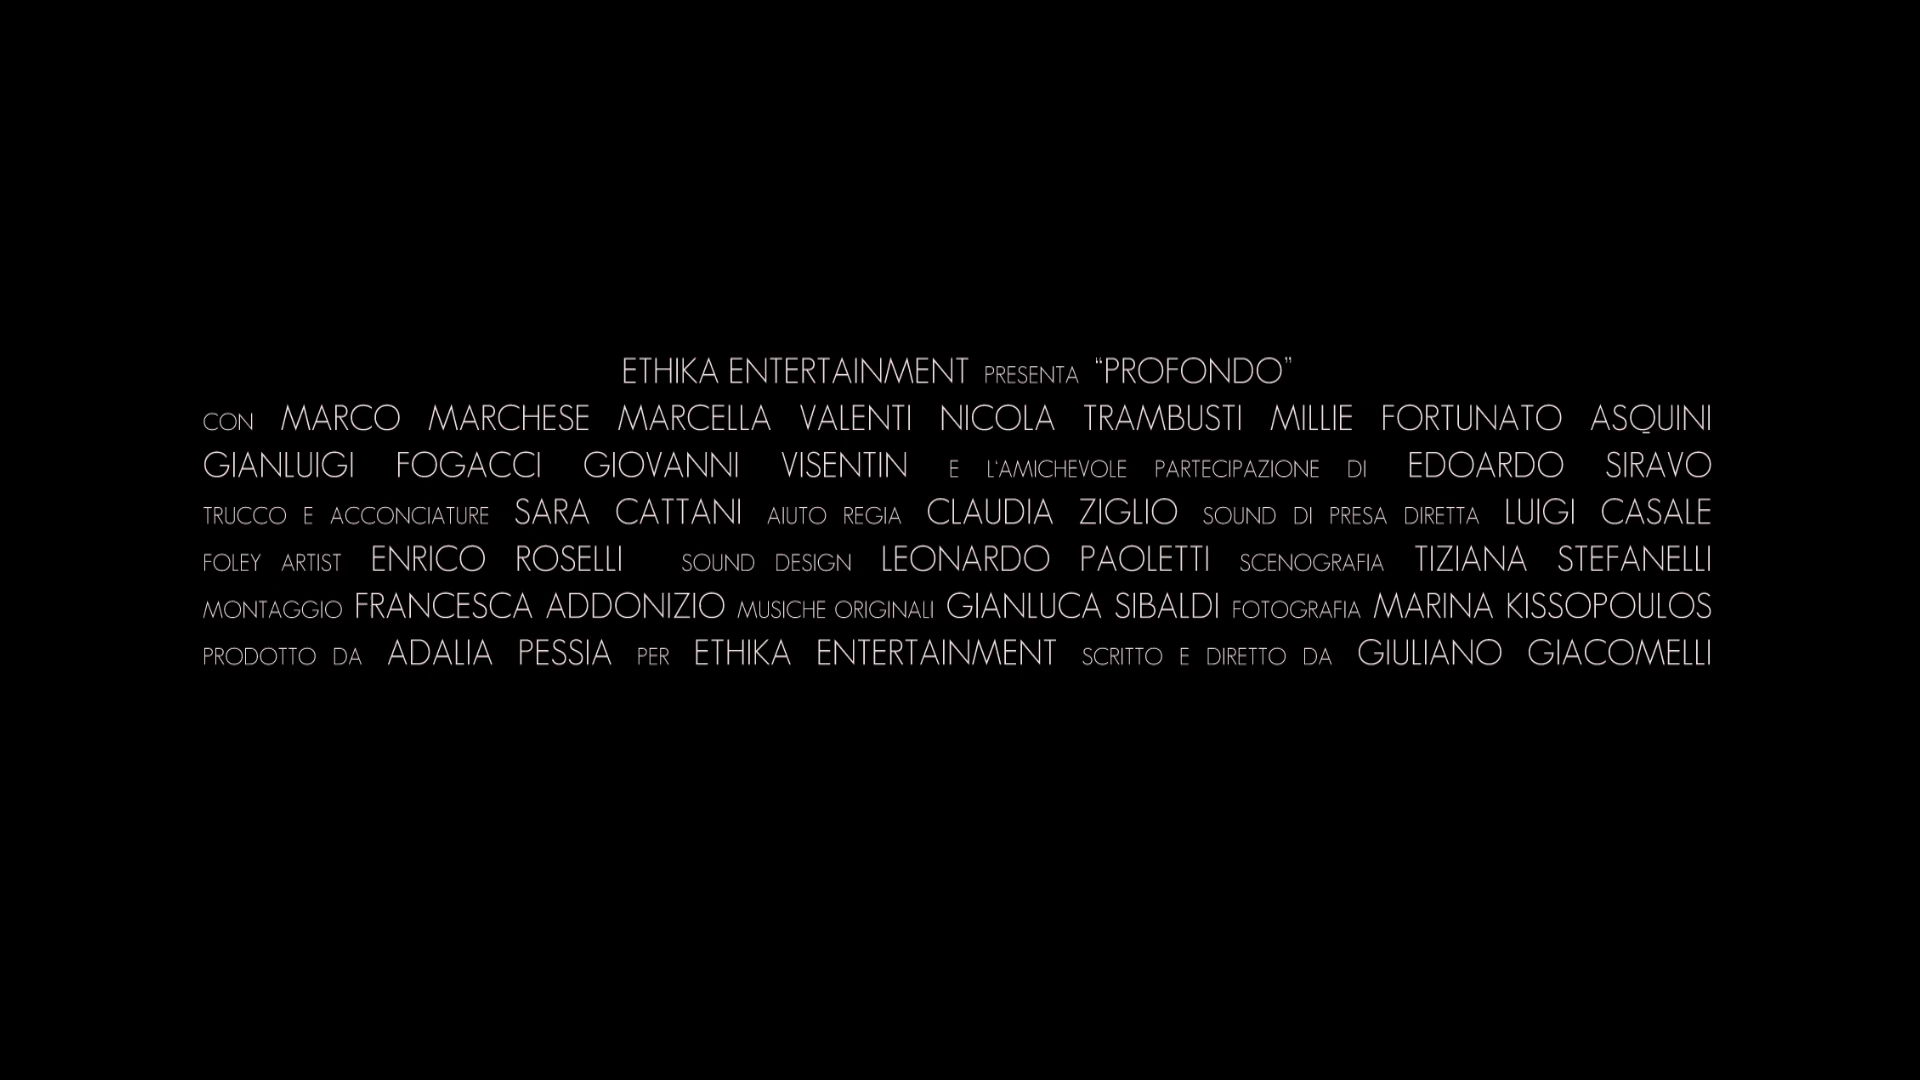 ETHIKA ENTERTAINMENT PRESENTA “PROFONDO”
CON MARCO MARCHESE MARCELLA VALENTI NICOLA TRAMBUSTI MILLIE FORTUNATO ASQUINI
GIANLUIGI FOGACCI GIOVANNI VISENTIN E L‘AMICHEVOLE PARTECIPAZIONE DI EDOARDO SIRAVO
TRUCCO E ACCONCIATURE SARA CATTANI AIUTO REGIA CLAUDIA ZIGLIO SOUND DI PRESA DIRETTA LUIGI CASALE
FOLEY ARTIST ENRICO ROSELLI SOUND DESIGN LEONARDO PAOLETTI SCENOGRAFIA TIZIANA STEFANELLI
MONTAGGIO FRANCESCA ADDONIZIO MUSICHE ORIGINALI GIANLUCA SIBALDI FOTOGRAFIA MARINA KISSOPOULOS
PRODOTTO DA ADALIA PESSIA PER ETHIKA ENTERTAINMENT SCRITTO E DIRETTO DA GIULIANO GIACOMELLI